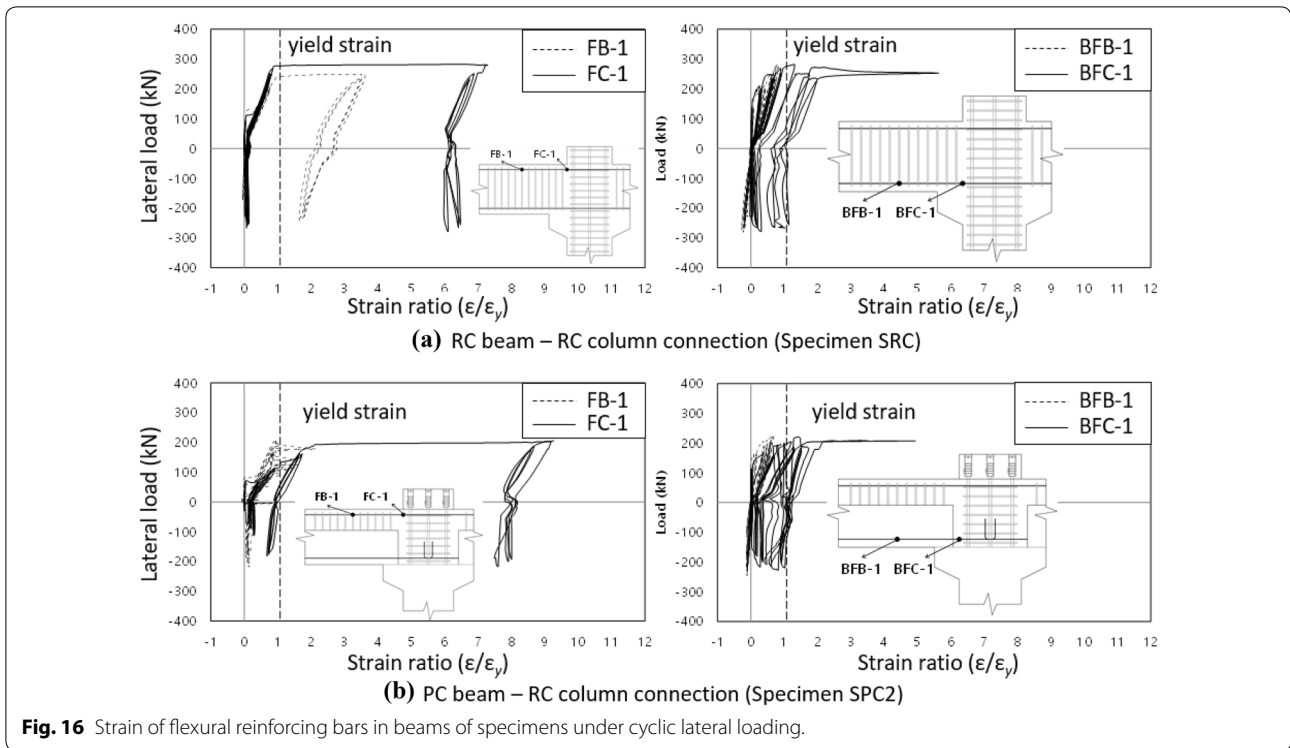 400
300
200
100
0
-100
-200
-300
-400
Lateral load (kN)
yield strain
FB-1
FC-1
FB-1 FC-1
-1 0 1 2 3 4 5 6 7 8 9 10 11 12
Strain ratio (ε/εy)
400
300
200
100
0
-100
-200
-300
-400
Load (kN)
yield strain
BFB-1
BFC-1
BFB-1 BFC-1
-1 0 1 2 3 4 5 6 7 8 9 10 11 12
Strain ratio (ε/εy)
(a) RC beam – RC column connection (Specimen SRC)
400
300
200
100
0
-100
-200
-300
-400
Lateral load (kN)
yield strain
FB-1
FC-1
FB-1 FC-1
-1 0 1 2 3 4 5 6 7 8 9 10 11 12
Strain ratio (ε/εy)
400
300
200
100
0
-100
-200
-300
-400
Load (kN)
yield strain
BFB-1
BFC-1
BFB-1 BFC-1
-1 0 1 2 3 4 5 6 7 8 9 10 11 12
Strain ratio (ε/εy)
(b) PC beam – RC column connection (Specimen SPC2)
Fig. 16 Strain of flexural reinforcing bars in beams of specimens under cyclic lateral loading.